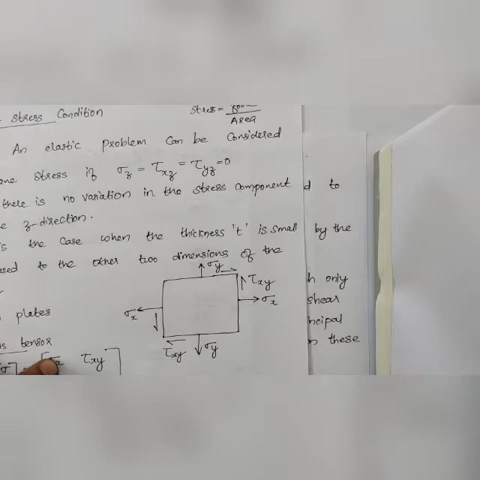 Stress Condition
Stress = Force / Area
An elastic problem can be considered
stress if σz = τxz = τyz = 0
there is no variation in the stress component
z-direction.
the case when the thickness 't' is small by the
to the other two dimensions of the
plates
tensor
τxy
σy
τxy
σx
σx
τxy
σy
to
only
shear
these